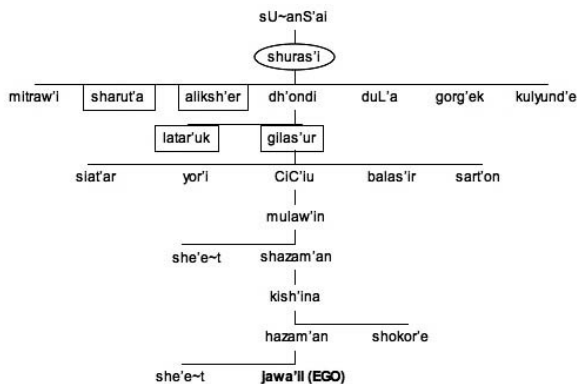 sU~anS'ai
shuras'i
mitraw'i sharut'a aliksh'er dh'ondi duL'a gorg'ek kulyund'e
latar'uk gilas'ur
siat'ar yor'i CiC'iu balas'ir sart'on
mulaw'in
she'e~t shazam'an
kish'ina
hazam'an shokor'e
she'e~t jawa'il (EGO)